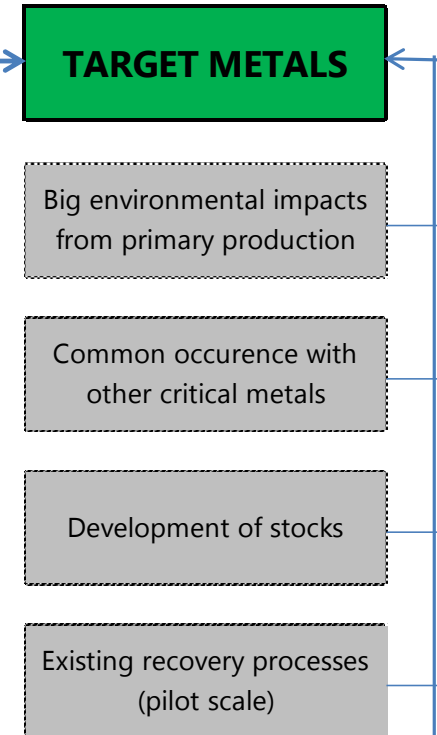 TARGET METALS
Big environmental impacts
from primary production
Common occurence with
other critical metals
Development of stocks
Existing recovery processes
(pilot scale)